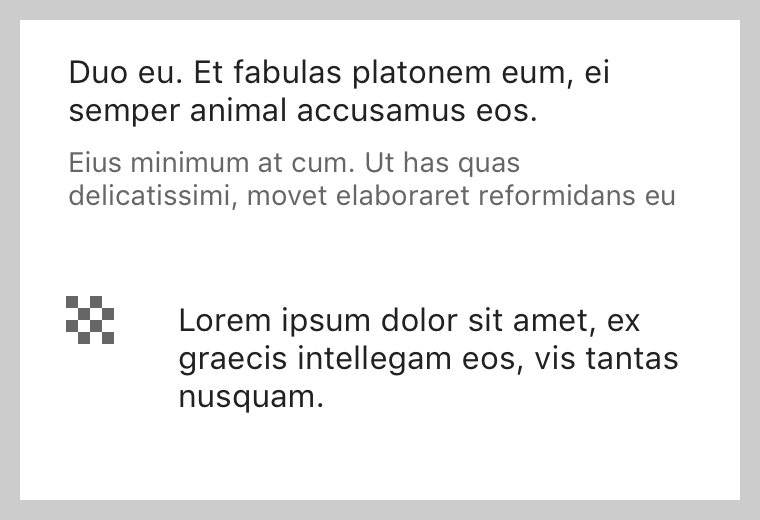 Duo eu. Et fabulas platonem eum, ei
semper animal accusamus eos.
Eius minimum at cum. Ut has quas
delicatissimi, movet elaboraret reformidans eu
Lorem ipsum dolor sit amet, ex
graecis intellegam eos, vis tantas
nusquam.